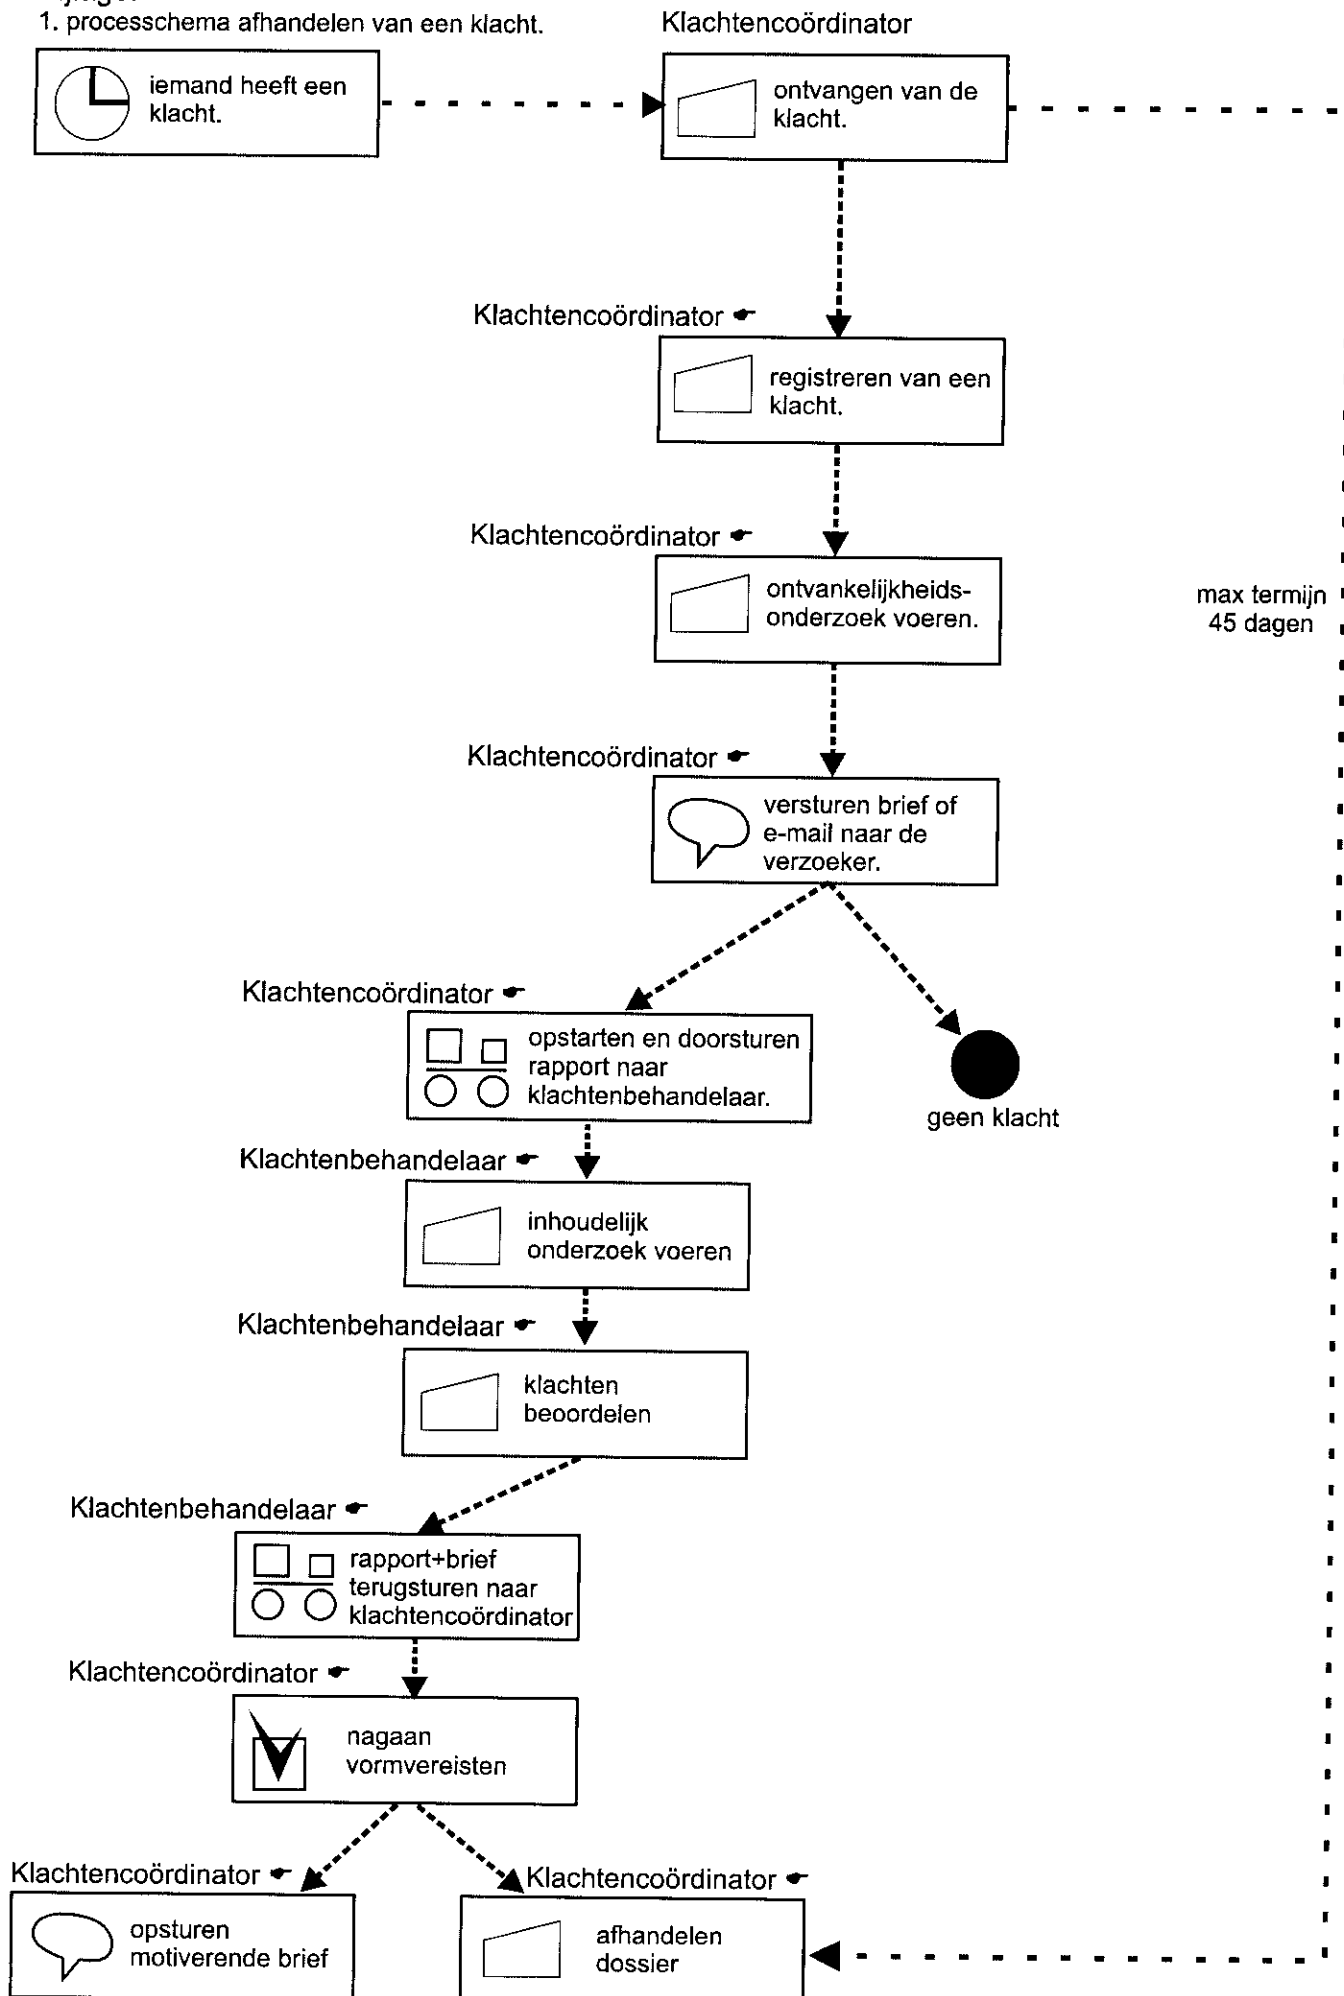 1. processchema afhandelen van een klacht.
Klachtencoördinator
iemand heeft een
klacht.
ontvangen van de
klacht.
Klachtencoördinator
registreren van een
klacht.
Klachtencoördinator
ontvankelijkheids-
onderzoek voeren.
max termijn
45 dagen
Klachtencoördinator
versturen brief of
e-mail naar de
verzoeker.
Klachtencoördinator
opstarten en doorsturen
rapport naar
klachtenbehandelaar.
geen klacht
Klachtenbehandelaar
inhoudelijk
onderzoek voeren
Klachtenbehandelaar
klachten
beoordelen
Klachtenbehandelaar
rapport+brief
terugsturen naar
klachtencoördinator
Klachtencoördinator
nagaan
vormvereisten
Klachtencoördinator
opsturen
motiverende brief
Klachtencoördinator
afhandelen
dossier